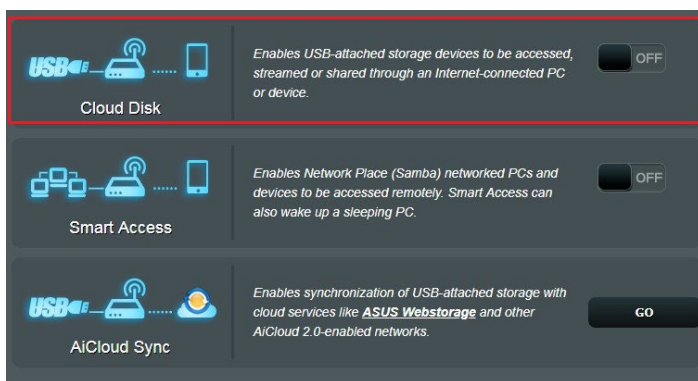 Enables USB-attached storage devices to be accessed,
streamed or shared through an Internet-connected PC
or device.
USB
Cloud Disk
OFF
Enables Network Place (Samba) networked PCs and
devices to be accessed remotely. Smart Access can
also wake up a sleeping PC.
Smart Access
OFF
Enables synchronization of USB-attached storage with
cloud services like ASUS Webstorage and other
AiCloud 2.0-enabled networks.
USB
AiCloud Sync
GO